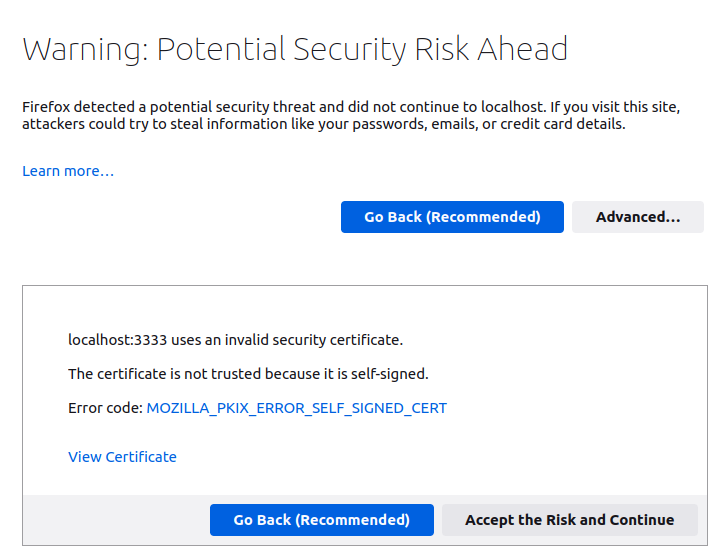 Warning: Potential Security Risk Ahead
Firefox detected a potential security threat and did not continue to localhost. If you visit this site,
attackers could try to steal information like your passwords, emails, or credit card details.
Learn more…
Go Back (Recommended)
Advanced…
localhost:3333 uses an invalid security certificate.
The certificate is not trusted because it is self-signed.
Error code: MOZILLA_PKIX_ERROR_SELF_SIGNED_CERT
View Certificate
Go Back (Recommended)
Accept the Risk and Continue